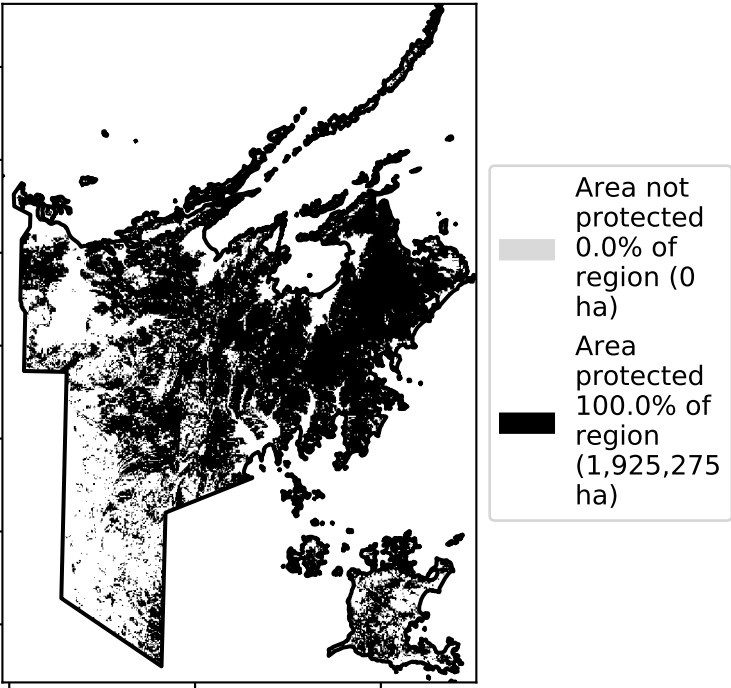 Area not
protected
0.0% of
region (0
ha)
Area
protected
100.0% of
region
(1,925,275
ha)